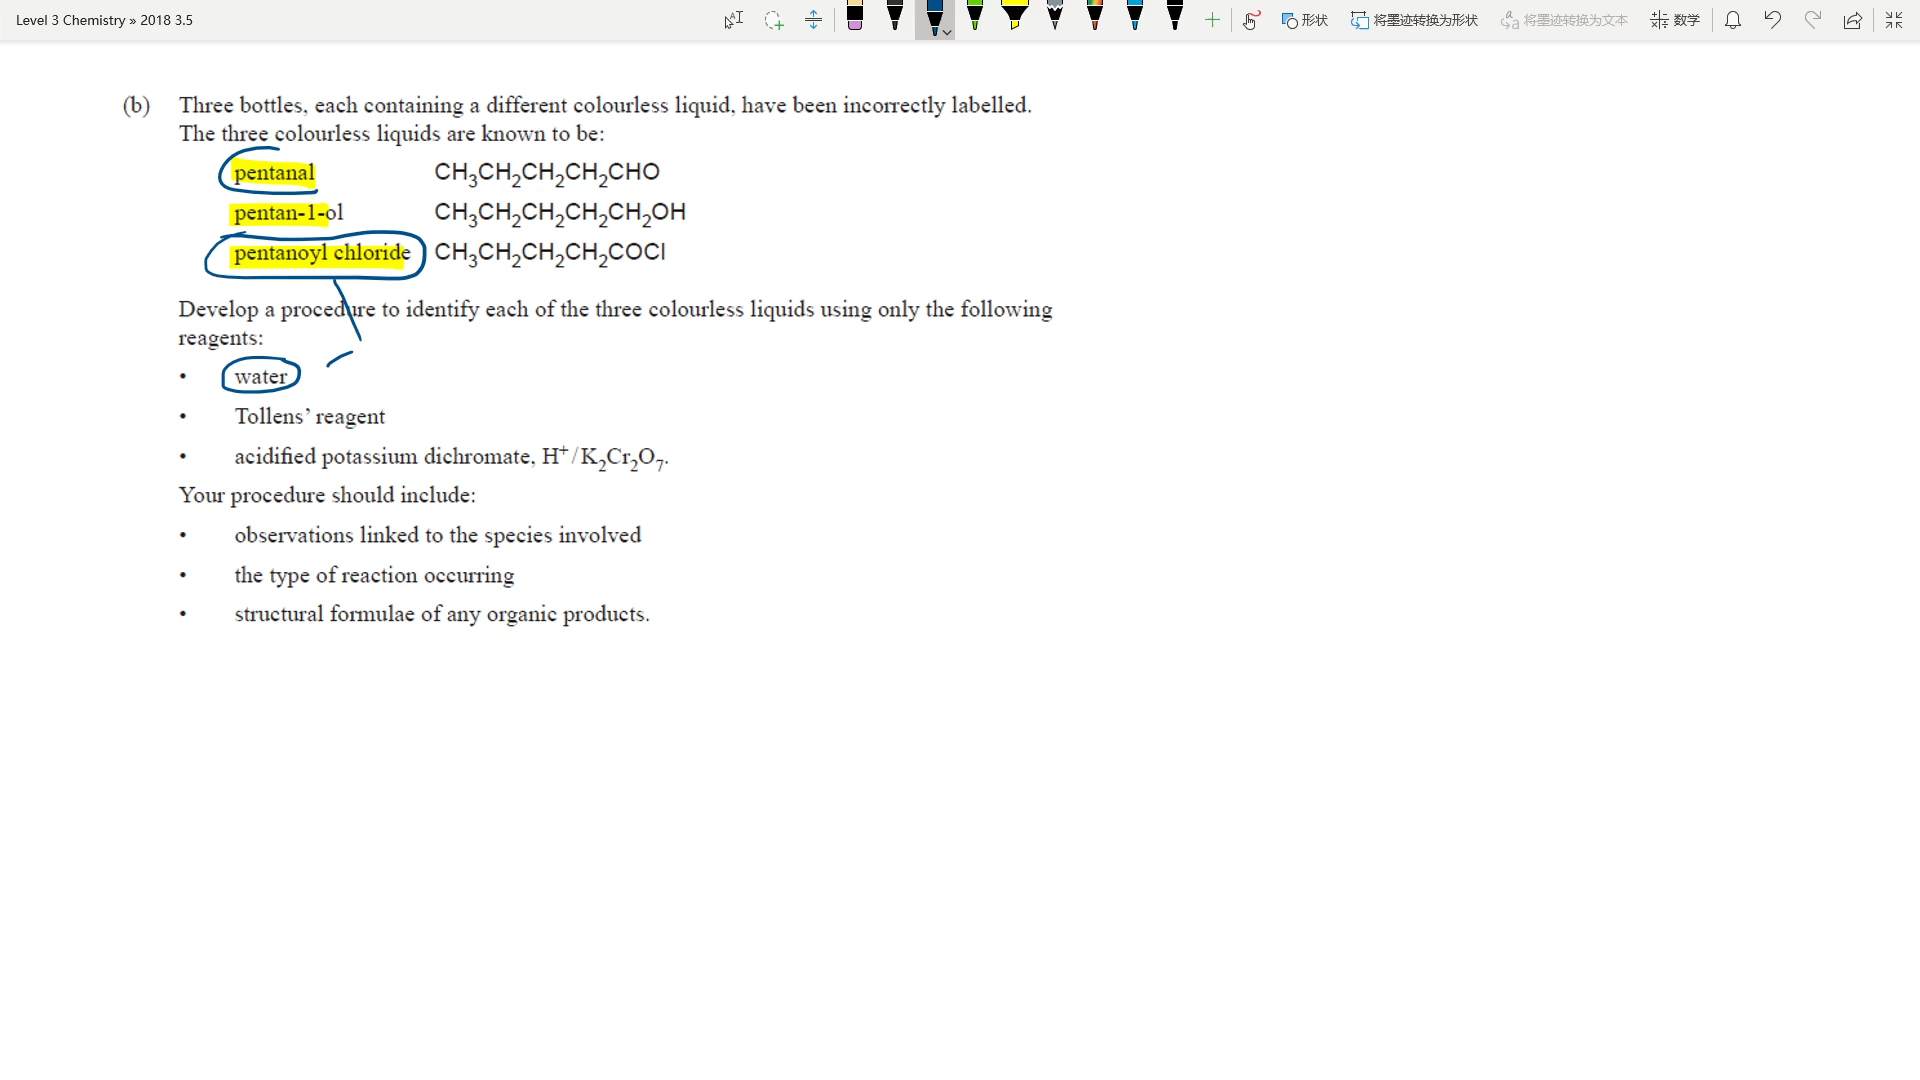 Level 3 Chemistry » 2018 3.5
形状 将墨迹转换为形状 将墨迹转换为文本 数学
(b) Three bottles, each containing a different colourless liquid, have been incorrectly labelled.
The three colourless liquids are known to be:
pentanal CH₃CH₂CH₂CH₂CHO
pentan-1-ol CH₃CH₂CH₂CH₂CH₂OH
pentanoyl chloride CH₃CH₂CH₂CH₂COCl
Develop a procedure to identify each of the three colourless liquids using only the following
reagents:
• water
• Tollens’ reagent
• acidified potassium dichromate, H⁺/K₂Cr₂O₇.
Your procedure should include:
• observations linked to the species involved
• the type of reaction occurring
• structural formulae of any organic products.